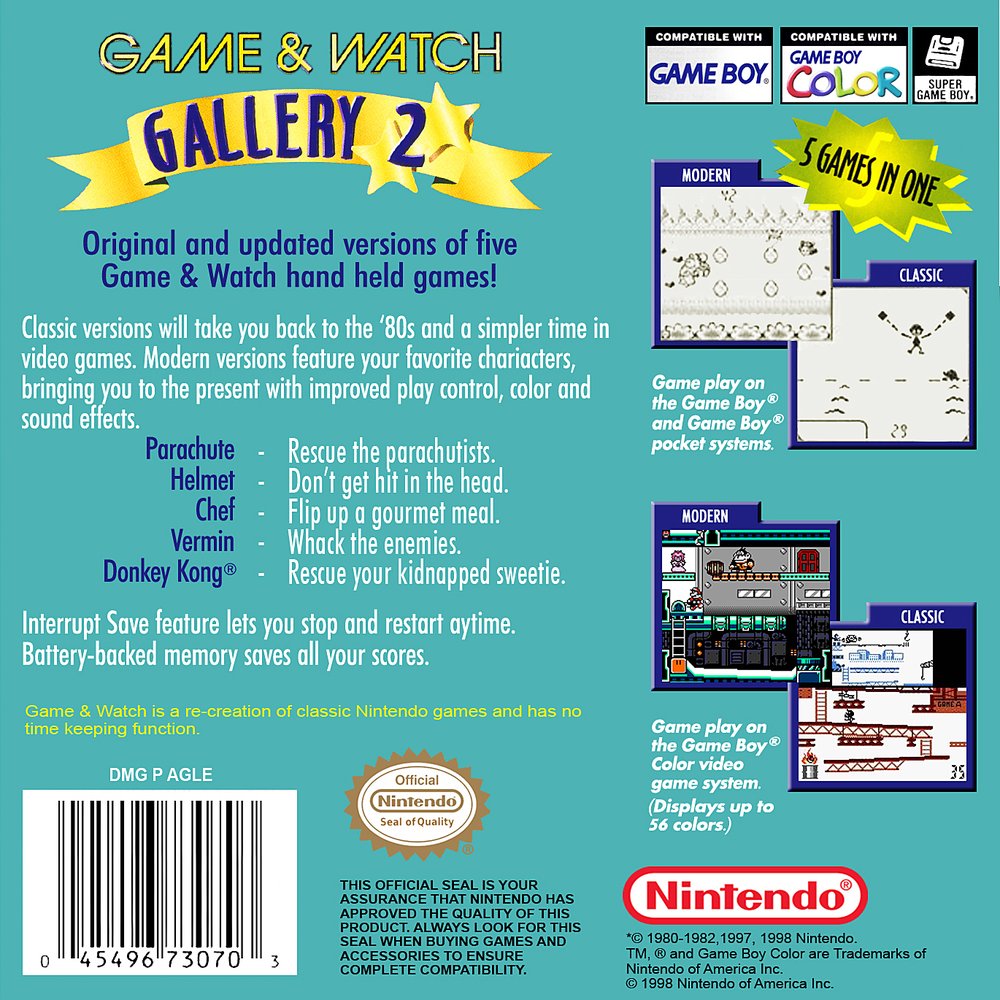 GAME & WATCH
GALLERY 2
Original and updated versions of five
Game & Watch hand held games!
Classic versions will take you back to the ‘80s and a simpler time in
video games. Modern versions feature your favorite chariacters,
bringing you to the present with improved play control, color and
sound effects.
Parachute - Rescue the parachutists.
Helmet - Don’t get hit in the head.
Chef - Flip up a gourmet meal.
Vermin - Whack the enemies.
Donkey Kong® - Rescue your kidnapped sweetie.
Interrupt Save feature lets you stop and restart aytime.
Battery-backed memory saves all your scores.
Game & Watch is a re-creation of classic Nintendo games and has no
time keeping function.
DMG P AGLE
0 45496 73070 3
Official
Nintendo
Seal of Quality
®
THIS OFFICIAL SEAL IS YOUR
ASSURANCE THAT NINTENDO HAS
APPROVED THE QUALITY OF THIS
PRODUCT. ALWAYS LOOK FOR THIS
SEAL WHEN BUYING GAMES AND
ACCESSORIES TO ENSURE
COMPLETE COMPATIBILITY.
COMPATIBLE WITH
GAME BOY®
COMPATIBLE WITH
GAME BOY
COLOR
SUPER
GAME BOY®
5
5 GAMES IN ONE
MODERN
42
CLASSIC
29
Game play on
the Game Boy®
and Game Boy®
pocket systems.
MODERN
CLASSIC
GAME A
35
Game play on
the Game Boy®
Color video
game system.
(Displays up to
56 colors.)
Nintendo®
*© 1980-1982,1997, 1998 Nintendo.
TM, ® and Game Boy Color are Trademarks of
Nintendo of America Inc.
© 1998 Nintendo of America Inc.